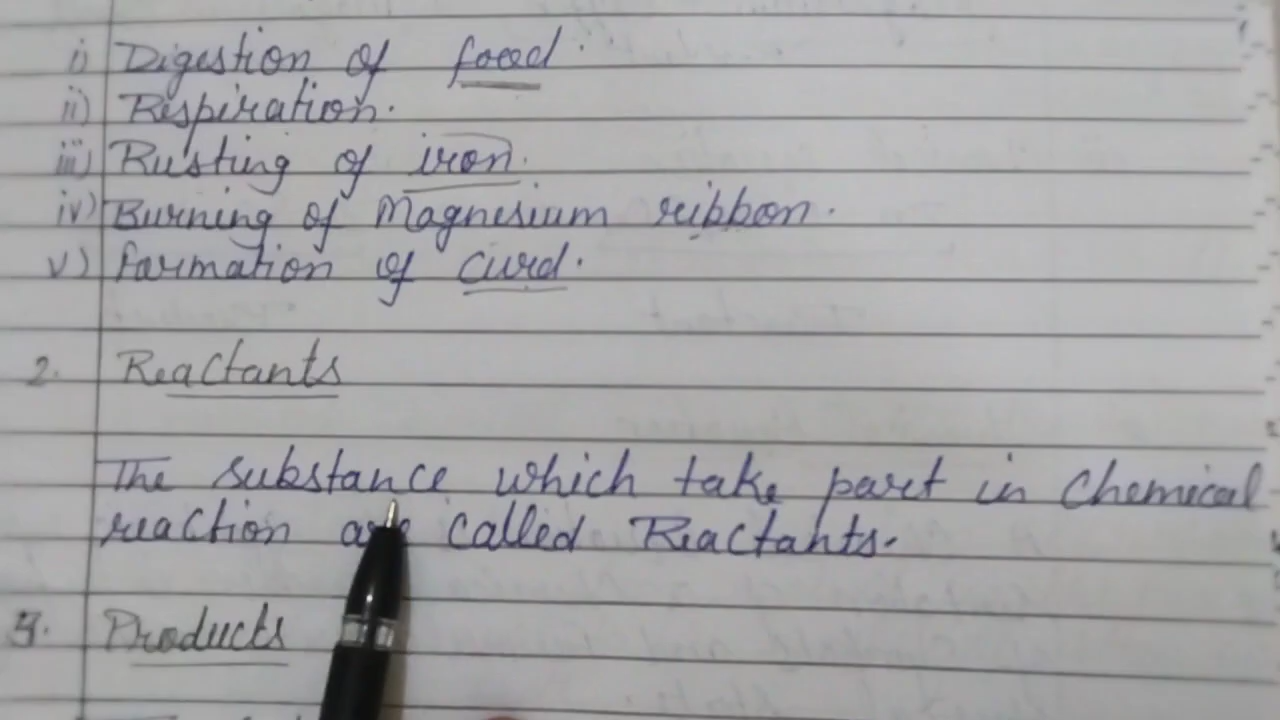 i) Digestion of food.
ii) Respiration.
iii) Rusting of iron.
iv) Burning of Magnesium ribbon.
v) Formation of curd.
2. Reactants
The substance which take part in Chemical
reaction are called Reactants.
3. Products